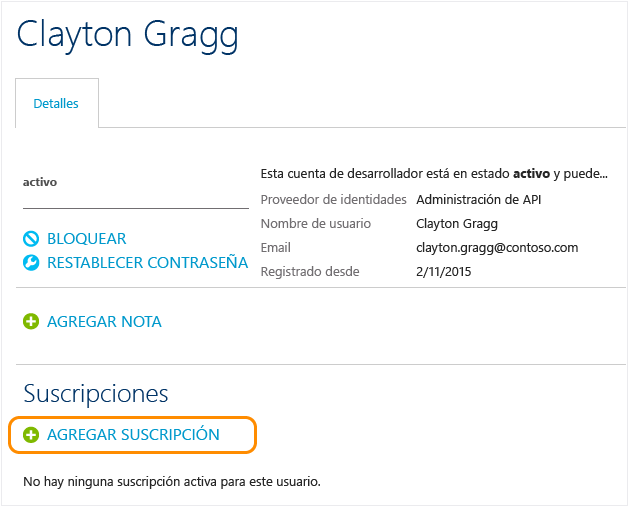 Clayton Gragg
Detalles
activo
Esta cuenta de desarrollador está en estado activo y puede...
Proveedor de identidades Administración de API
Nombre de usuario Clayton Gragg
Email clayton.gragg@contoso.com
Registrado desde 2/11/2015
BLOQUEAR
RESTABLECER CONTRASEÑA
AGREGAR NOTA
Suscripciones
AGREGAR SUSCRIPCIÓN
No hay ninguna suscripción activa para este usuario.